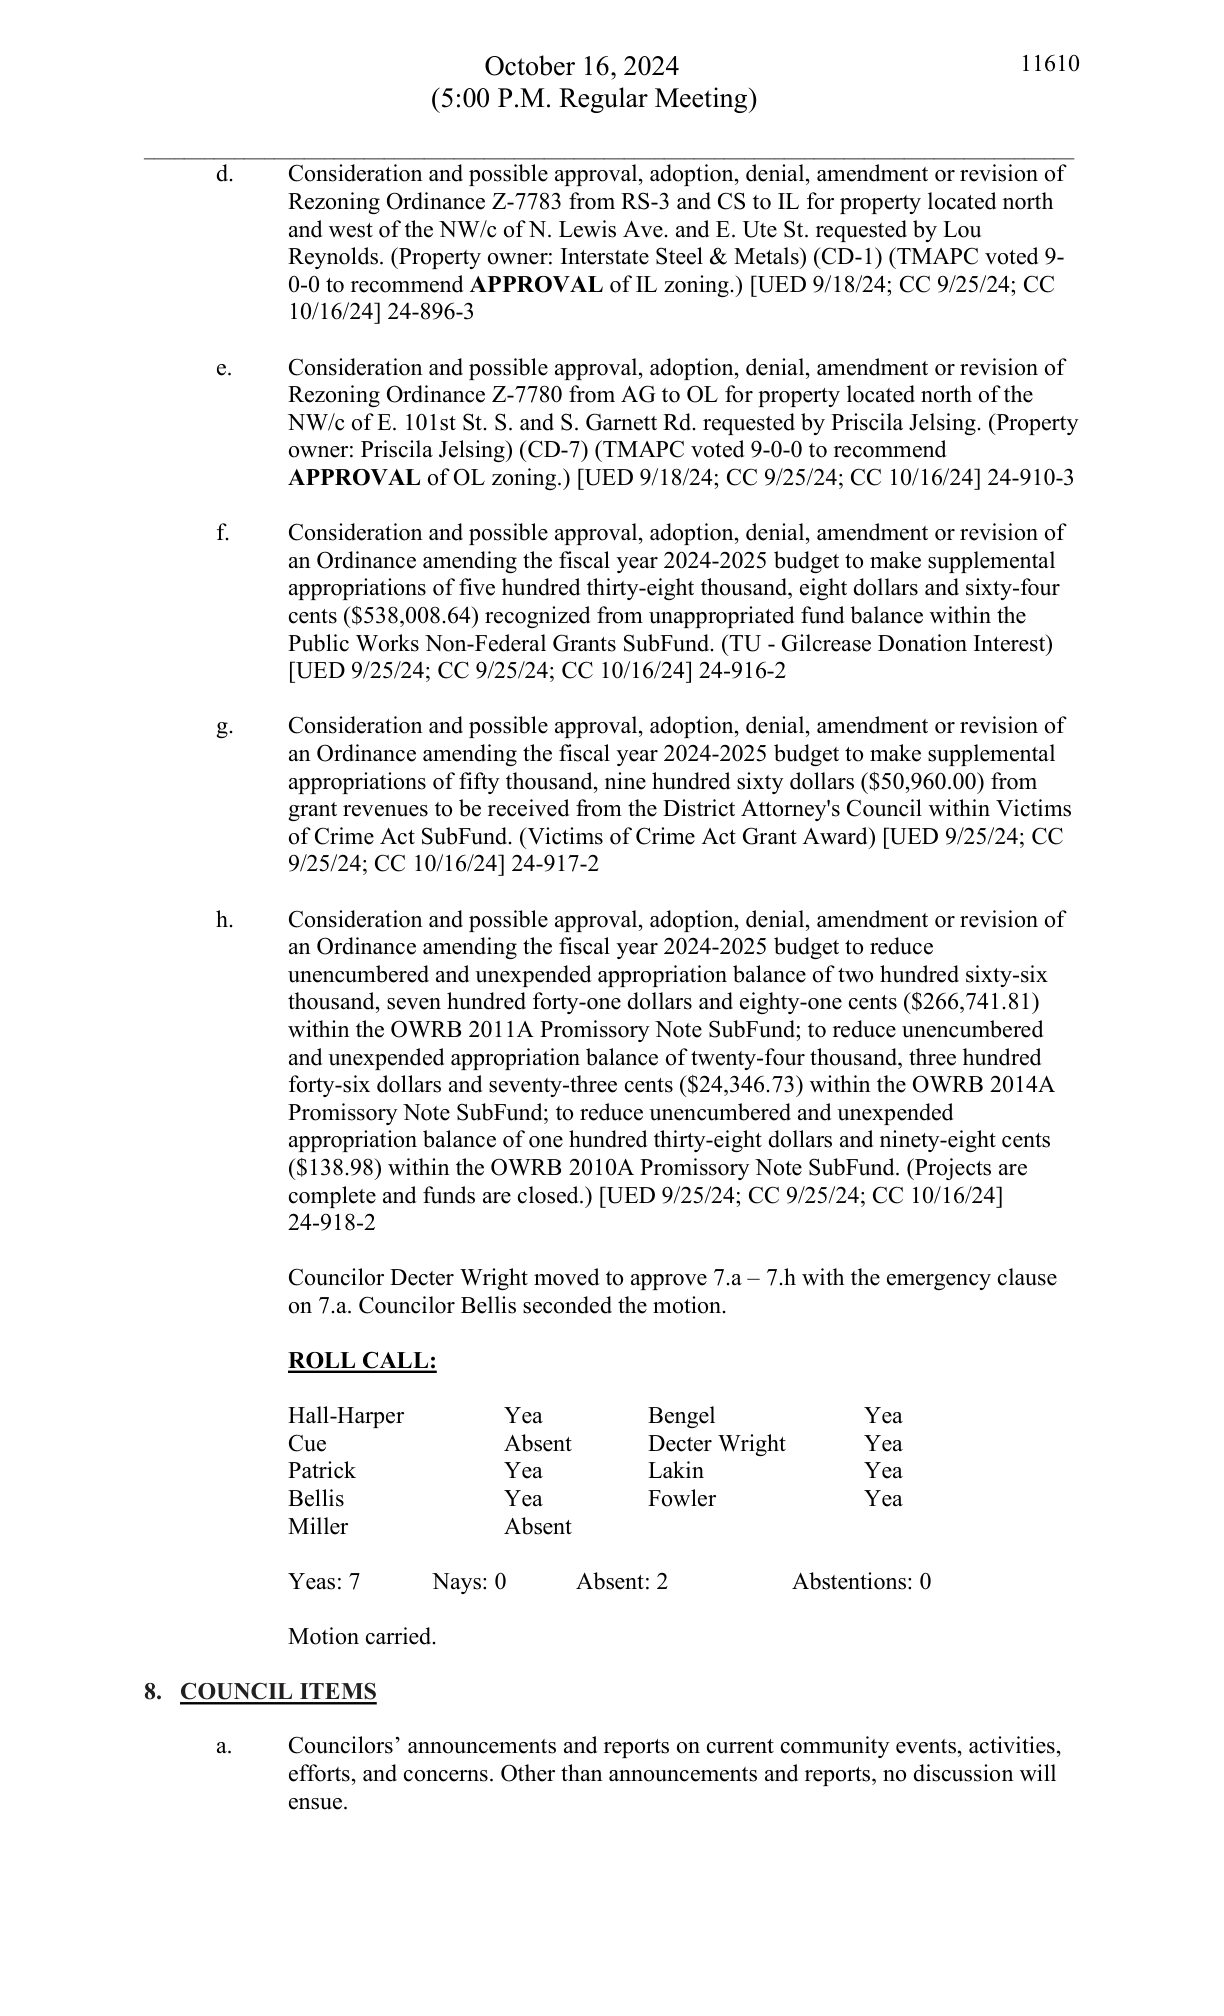 October 16, 2024
11610
(5:00 P.M. Regular Meeting)
d. Consideration and possible approval, adoption, denial, amendment or revision of
Rezoning Ordinance Z-7783 from RS-3 and CS to IL for property located north
and west of the NW/c of N. Lewis Ave. and E. Ute St. requested by Lou
Reynolds. (Property owner: Interstate Steel & Metals) (CD-1) (TMAPC voted 9-
0-0 to recommend APPROVAL of IL zoning.) [UED 9/18/24; CC 9/25/24; CC
10/16/24] 24-896-3
e. Consideration and possible approval, adoption, denial, amendment or revision of
Rezoning Ordinance Z-7780 from AG to OL for property located north of the
NW/c of E. 101st St. S. and S. Garnett Rd. requested by Priscila Jelsing. (Property
owner: Priscila Jelsing) (CD-7) (TMAPC voted 9-0-0 to recommend
APPROVAL of OL zoning.) [UED 9/18/24; CC 9/25/24; CC 10/16/24] 24-910-3
f. Consideration and possible approval, adoption, denial, amendment or revision of
an Ordinance amending the fiscal year 2024-2025 budget to make supplemental
appropriations of five hundred thirty-eight thousand, eight dollars and sixty-four
cents ($538,008.64) recognized from unappropriated fund balance within the
Public Works Non-Federal Grants SubFund. (TU - Gilcrease Donation Interest)
[UED 9/25/24; CC 9/25/24; CC 10/16/24] 24-916-2
g. Consideration and possible approval, adoption, denial, amendment or revision of
an Ordinance amending the fiscal year 2024-2025 budget to make supplemental
appropriations of fifty thousand, nine hundred sixty dollars ($50,960.00) from
grant revenues to be received from the District Attorney's Council within Victims
of Crime Act SubFund. (Victims of Crime Act Grant Award) [UED 9/25/24; CC
9/25/24; CC 10/16/24] 24-917-2
h. Consideration and possible approval, adoption, denial, amendment or revision of
an Ordinance amending the fiscal year 2024-2025 budget to reduce
unencumbered and unexpended appropriation balance of two hundred sixty-six
thousand, seven hundred forty-one dollars and eighty-one cents ($266,741.81)
within the OWRB 2011A Promissory Note SubFund; to reduce unencumbered
and unexpended appropriation balance of twenty-four thousand, three hundred
forty-six dollars and seventy-three cents ($24,346.73) within the OWRB 2014A
Promissory Note SubFund; to reduce unencumbered and unexpended
appropriation balance of one hundred thirty-eight dollars and ninety-eight cents
($138.98) within the OWRB 2010A Promissory Note SubFund. (Projects are
complete and funds are closed.) [UED 9/25/24; CC 9/25/24; CC 10/16/24]
24-918-2
Councilor Decter Wright moved to approve 7.a – 7.h with the emergency clause
on 7.a. Councilor Bellis seconded the motion.
ROLL CALL:
Hall-Harper Yea Bengel Yea
Cue Absent Decter Wright Yea
Patrick Yea Lakin Yea
Bellis Yea Fowler Yea
Miller Absent
Yeas: 7 Nays: 0 Absent: 2 Abstentions: 0
Motion carried.
8. COUNCIL ITEMS
a. Councilors’ announcements and reports on current community events, activities,
efforts, and concerns. Other than announcements and reports, no discussion will
ensue.